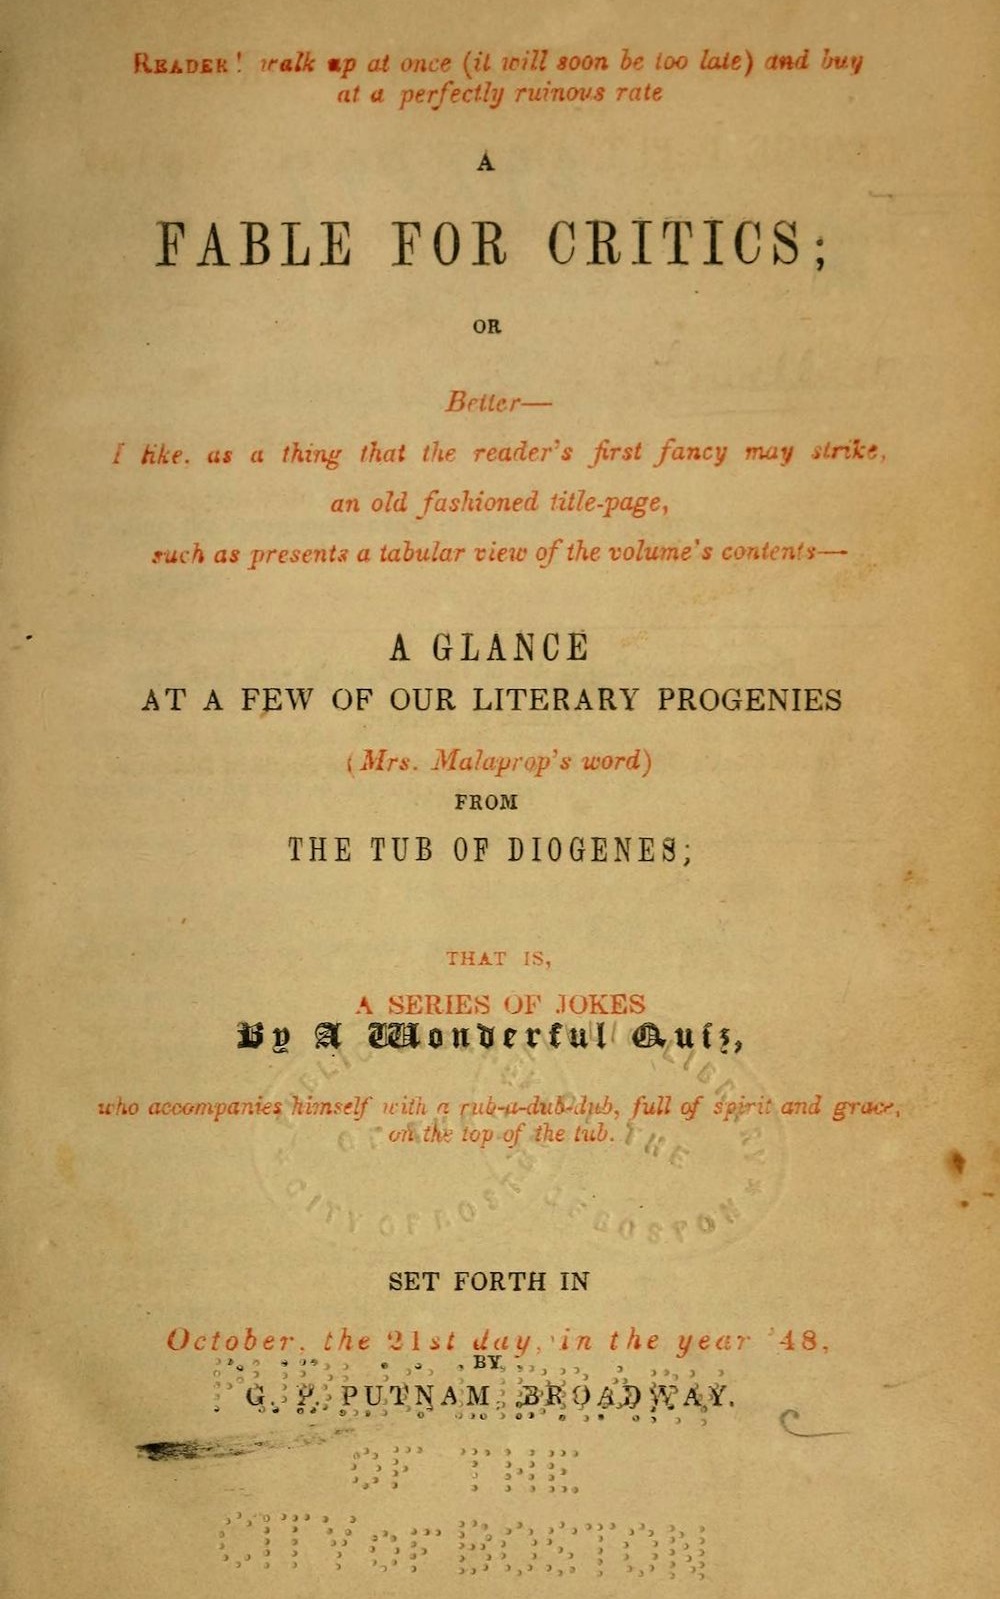 READER! walk up at once (it will soon be too late) and buy
at a perfectly ruinous rate
A
FABLE FOR CRITICS;
OR
Better—
I like, as a thing that the reader's first fancy may strike,
an old fashioned title-page,
such as presents a tabular view of the volume's contents—
A GLANCE
AT A FEW OF OUR LITERARY PROGENIES
(Mrs. Malaprop's word)
FROM
THE TUB OF DIOGENES;
THAT IS,
A SERIES OF JOKES
By A Wonderful Quiz,
who accompanies himself with a rub-a-dub-dub, full of spirit and grace,
on the top of the tub.
SET FORTH IN
October, the 21st day, in the year '48,
BY
G. P. PUTNAM, BROADWAY.
OF THE
CITY OF BOSTON